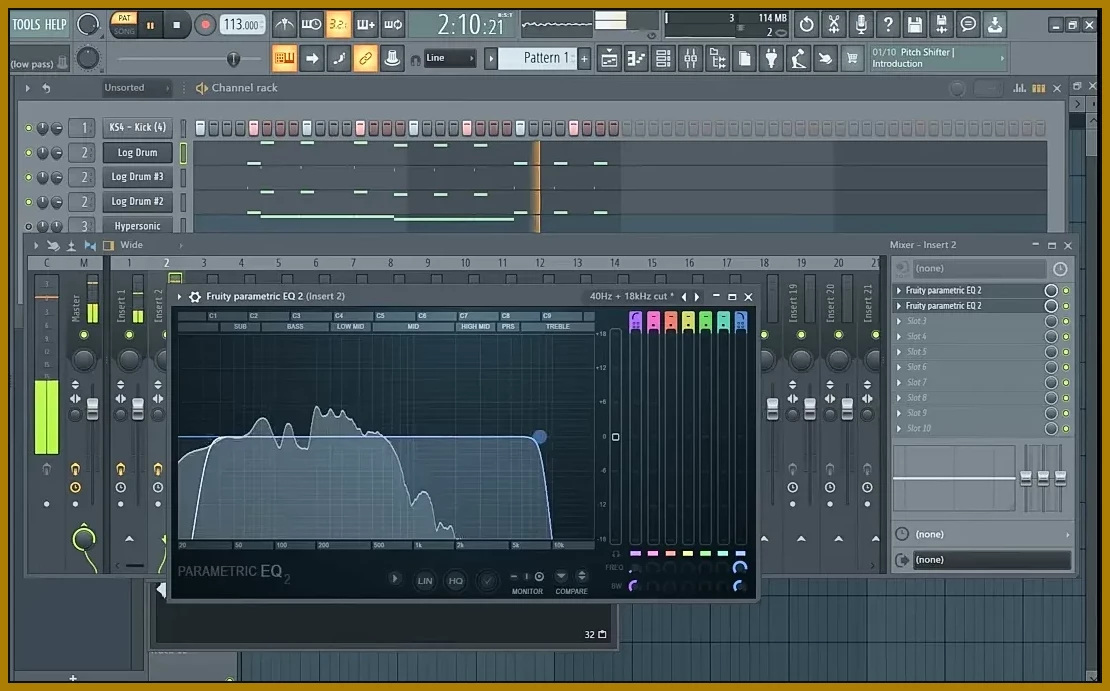 TOOLS HELP
PAT
SONG
113.000
3.2.
2:10:21
B:S:T
3
114 MB
2
(low pass)
Line
Pattern 1
01/10 Pitch Shifter |
Introduction
Unsorted
Channel rack
1 KS4 - Kick (4)
2 Log Drum
2 Log Drum #3
2 Log Drum #2
3 Hypersonic
Wide
Mixer - Insert 2
C M 1 2 3 4 5 6 7 8 9 10 11 12 13 14 15 16 17 18 19 20 21
Master
Insert 1
Insert 2
Insert 19
Insert 20
Insert 21
(none)
Fruity parametric EQ 2
Fruity parametric EQ 2
Slot 3
Slot 4
Slot 5
Slot 6
Slot 7
Slot 8
Slot 9
Slot 10
(none)
(none)
Fruity parametric EQ 2 (Insert 2)
40Hz + 18kHz cut *
C1 C2 C3 C4 C5 C6 C7 C8 C9
SUB BASS LOW MID MID HIGH MID PRS TREBLE
+18
+12
+6
0
-6
-12
-18
20 50 100 200 500 1k 2k 5k 10k
PARAMETRIC EQ 2
LIN
HQ
MONITOR
COMPARE
FREQ
BW
32